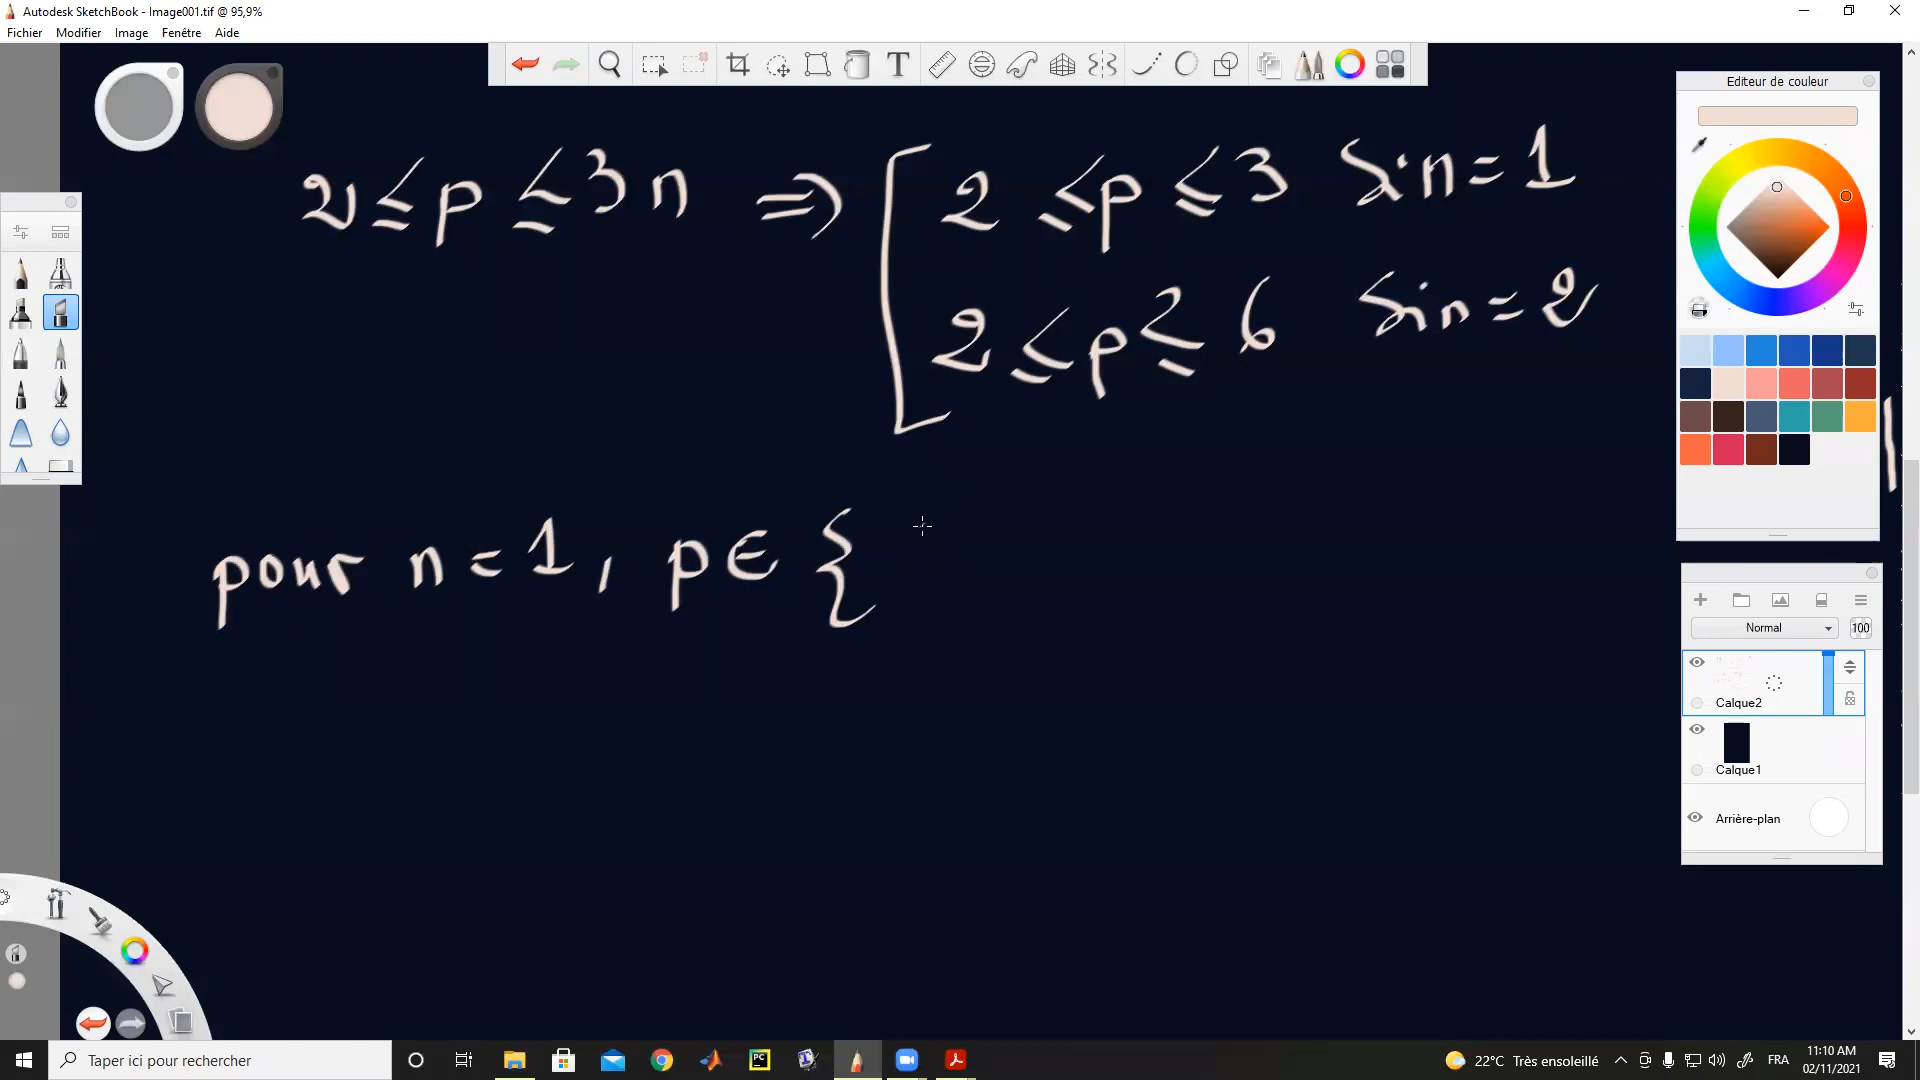 Autodesk SketchBook - Image001.tif @ 95,9%
Fichier Modifier Image Fenêtre Aide
Editeur de couleur
2 ≤ p ≤ 3n ⇒ [ 2 ≤ p ≤ 3 si n = 1
2 ≤ p ≤ 6 si n = 2
pour n = 1, p ∈ {
Normal 100
Calque2
Calque1
Arrière-plan
Taper ici pour rechercher
PC
22°C Très ensoleillé
FRA
11:10 AM
02/11/2021